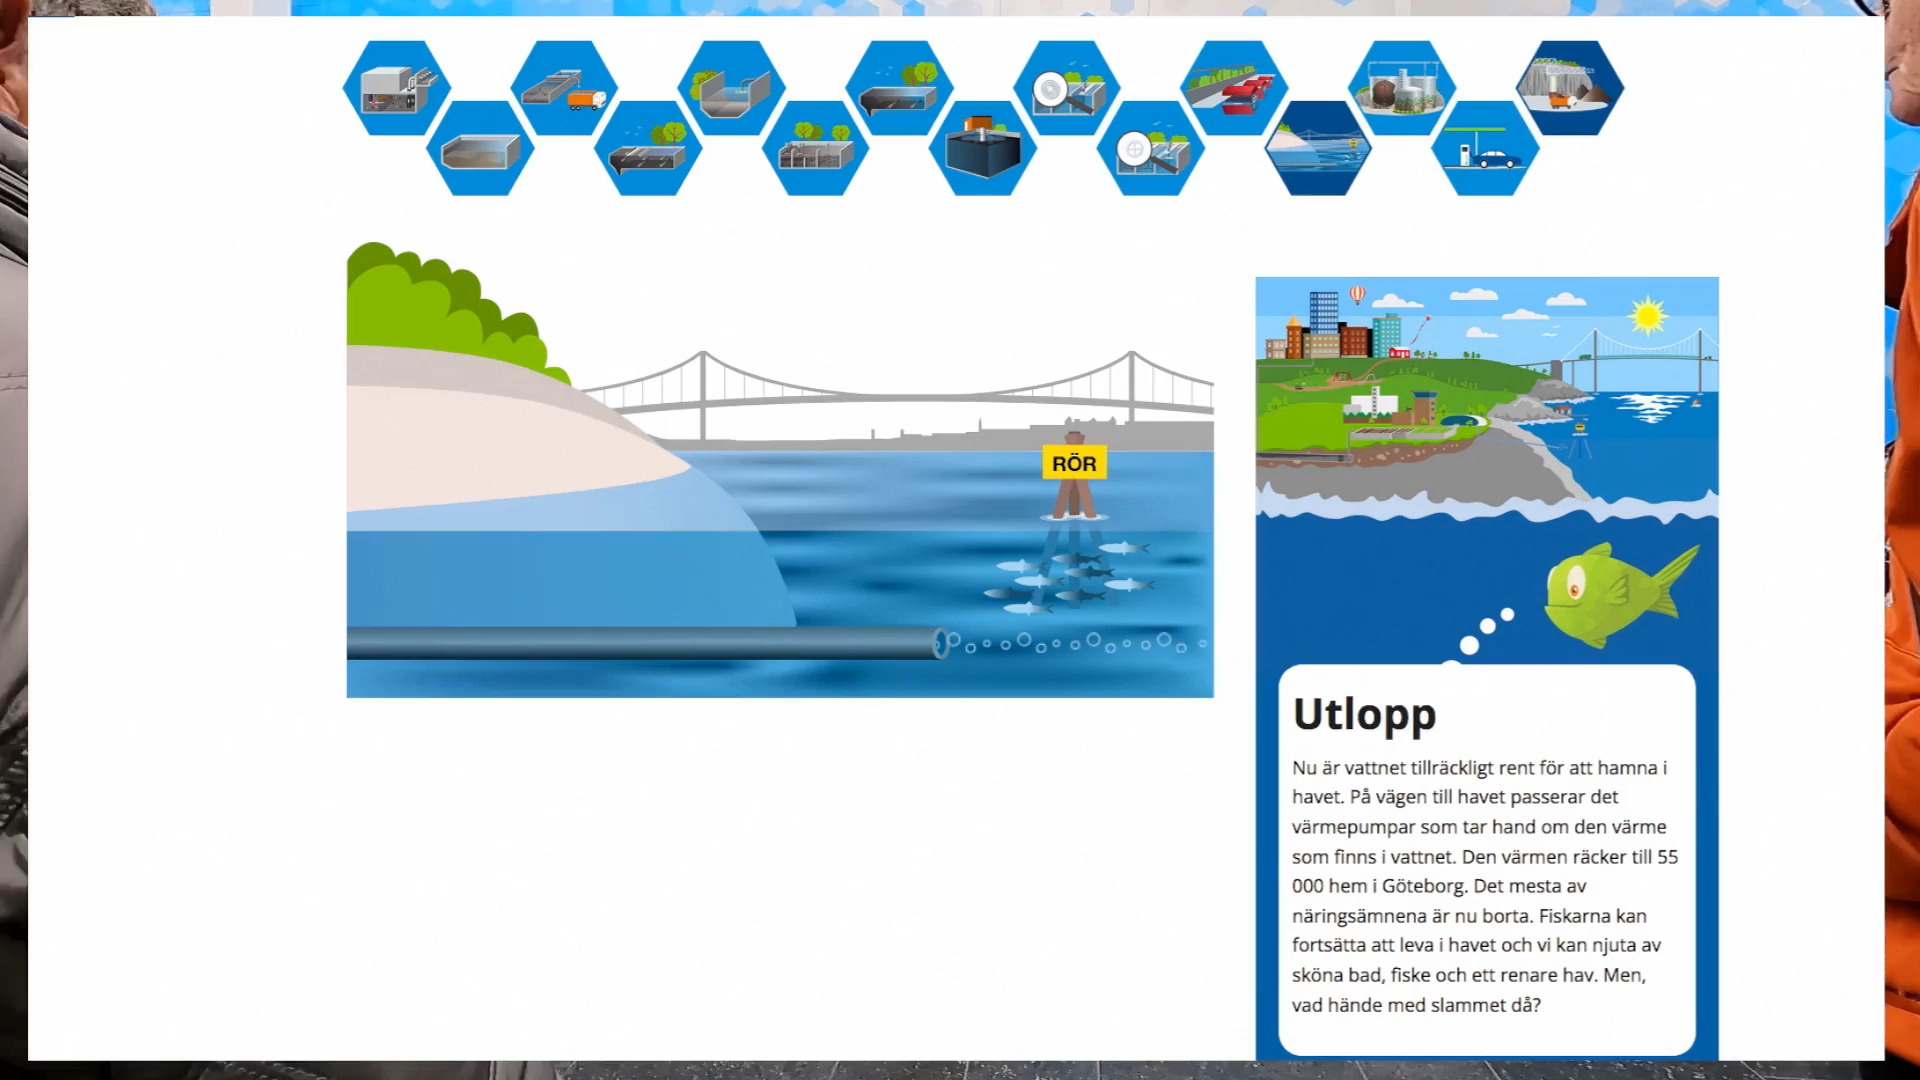 RÖR
Utlopp
Nu är vattnet tillräckligt rent för att hamna i
havet. På vägen till havet passerar det
värmepumpar som tar hand om den värme
som finns i vattnet. Den värmen räcker till 55
000 hem i Göteborg. Det mesta av
näringsämnena är nu borta. Fiskarna kan
fortsätta att leva i havet och vi kan njuta av
sköna bad, fiske och ett renare hav. Men,
vad hände med slammet då?